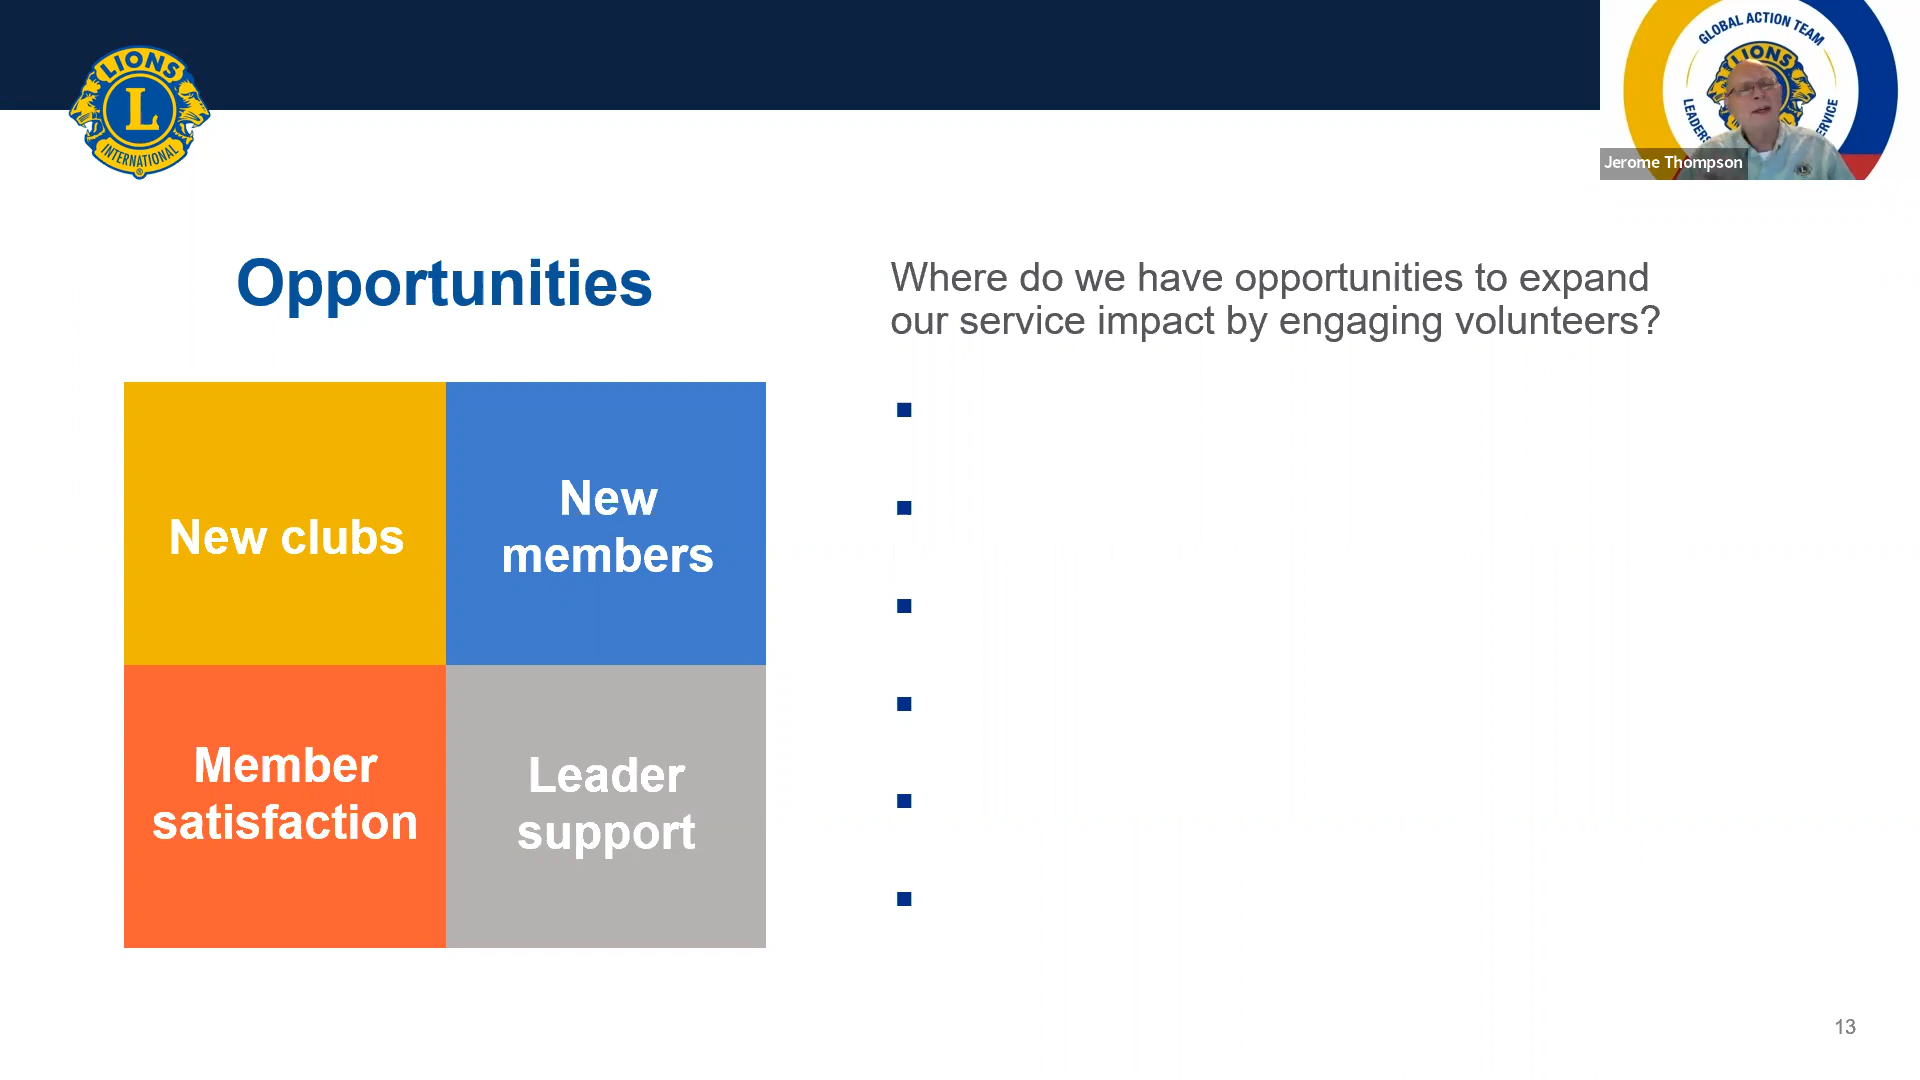 LIONS
L
INTERNATIONAL
®
GLOBAL ACTION TEAM
LIONS
Jerome Thompson
Opportunities
Where do we have opportunities to expand
our service impact by engaging volunteers?
New clubs
New
members
Member
satisfaction
Leader
support
13